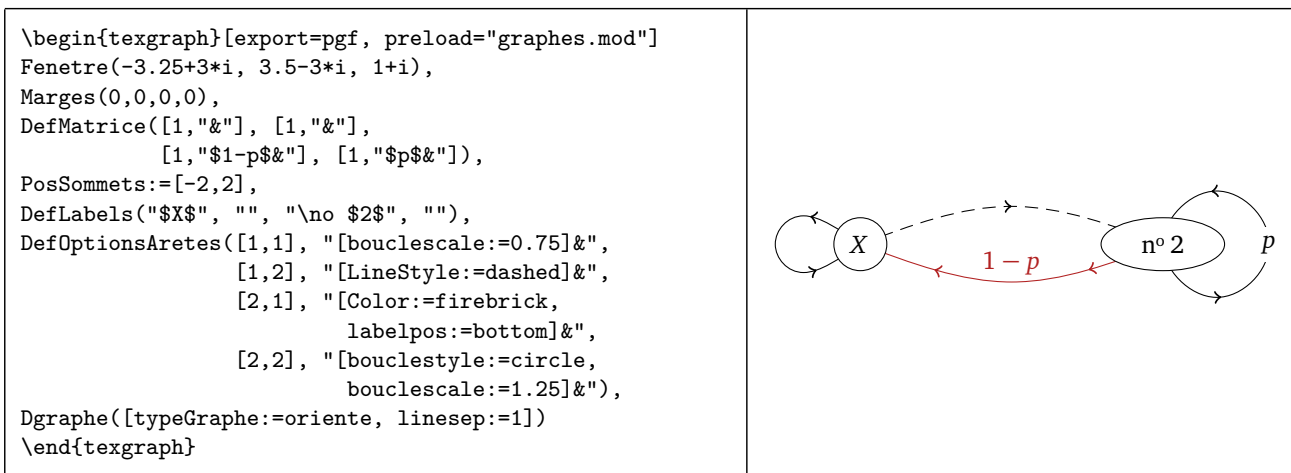 \begin{texgraph}[export=pgf, preload="graphes.mod"]
Fenetre(-3.25+3*i, 3.5-3*i, 1+i),
Marges(0,0,0,0),
DefMatrice([1,"&"], [1,"&"],
           [1,"$1-p$&"], [1,"$p$&"]),
PosSommets:=[-2,2],
DefLabels("$X$", "", "\no $2$", ""),
DefOptionsAretes([1,1], "[bouclescale:=0.75]&",
                 [1,2], "[LineStyle:=dashed]&",
                 [2,1], "[Color:=firebrick,
                          labelpos:=bottom]&",
                 [2,2], "[bouclestyle:=circle,
                          bouclescale:=1.25]&"),
Dgraphe([typeGraphe:=oriente, linesep:=1])
\end{texgraph}
X
1 − p
nº 2
p